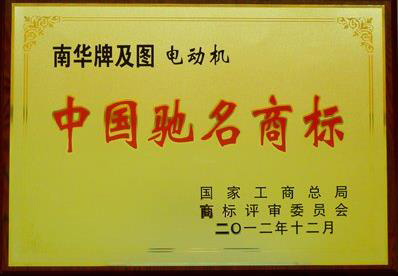 南华牌及图 电动机
中国驰名商标
国家工商总局
商标评审委员会
二〇一二年十二月